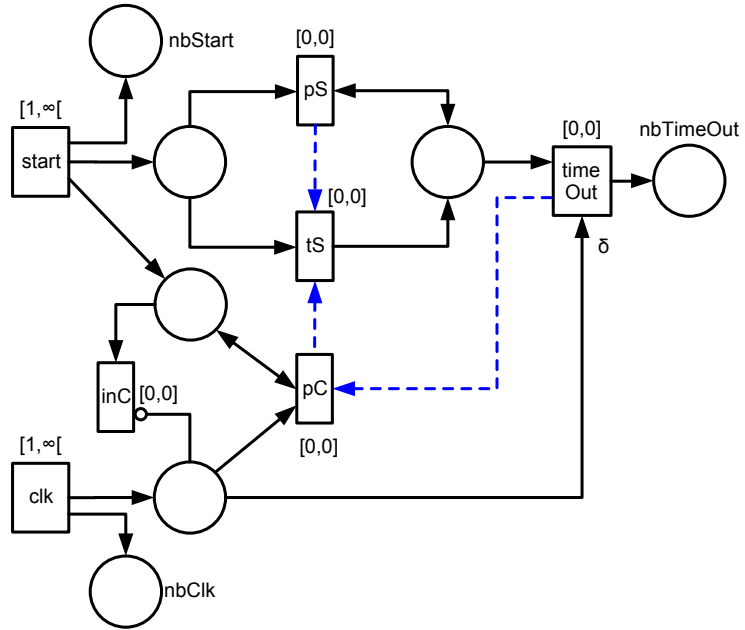 nbStart
[0,0]
pS
[1,∞[
start
[0,0]
time
Out
nbTimeOut
[0,0]
tS
δ
inC
[0,0]
pC
[0,0]
[1,∞[
clk
nbClk